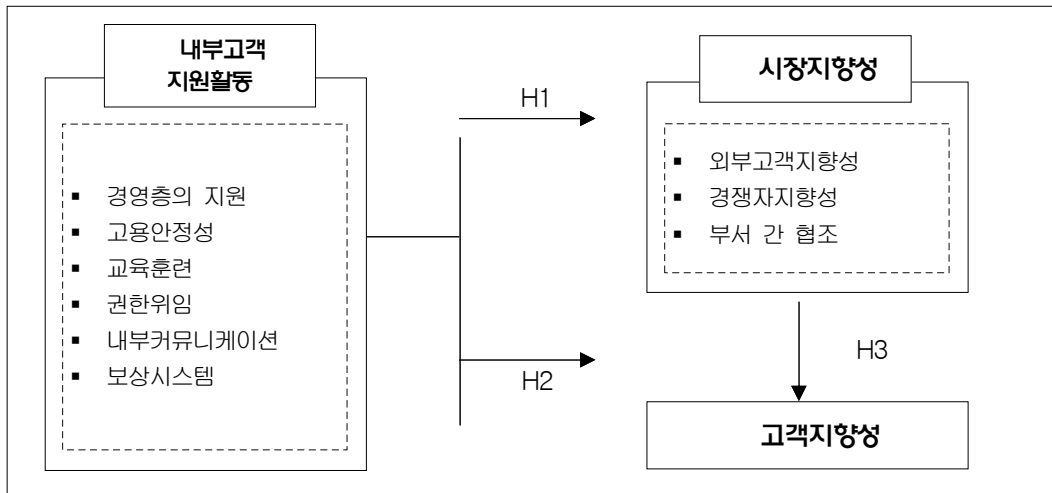 내부고객
지원활동
▪ 경영층의 지원
▪ 고용안정성
▪ 교육훈련
▪ 권한위임
▪ 내부커뮤니케이션
▪ 보상시스템
H1
H2
시장지향성
▪ 외부고객지향성
▪ 경쟁자지향성
▪ 부서 간 협조
H3
고객지향성